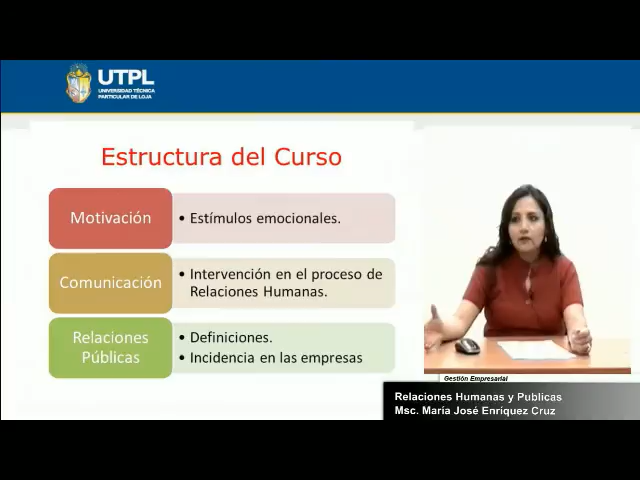 UTPL
UNIVERSIDAD TÉCNICA
PARTICULAR DE LOJA
Estructura del Curso
Motivación
• Estímulos emocionales.
Comunicación
• Intervención en el proceso de
Relaciones Humanas.
Relaciones
Públicas
• Definiciones.
• Incidencia en las empresas
Gestión Empresarial
Relaciones Humanas y Publicas
Msc. María José Enríquez Cruz